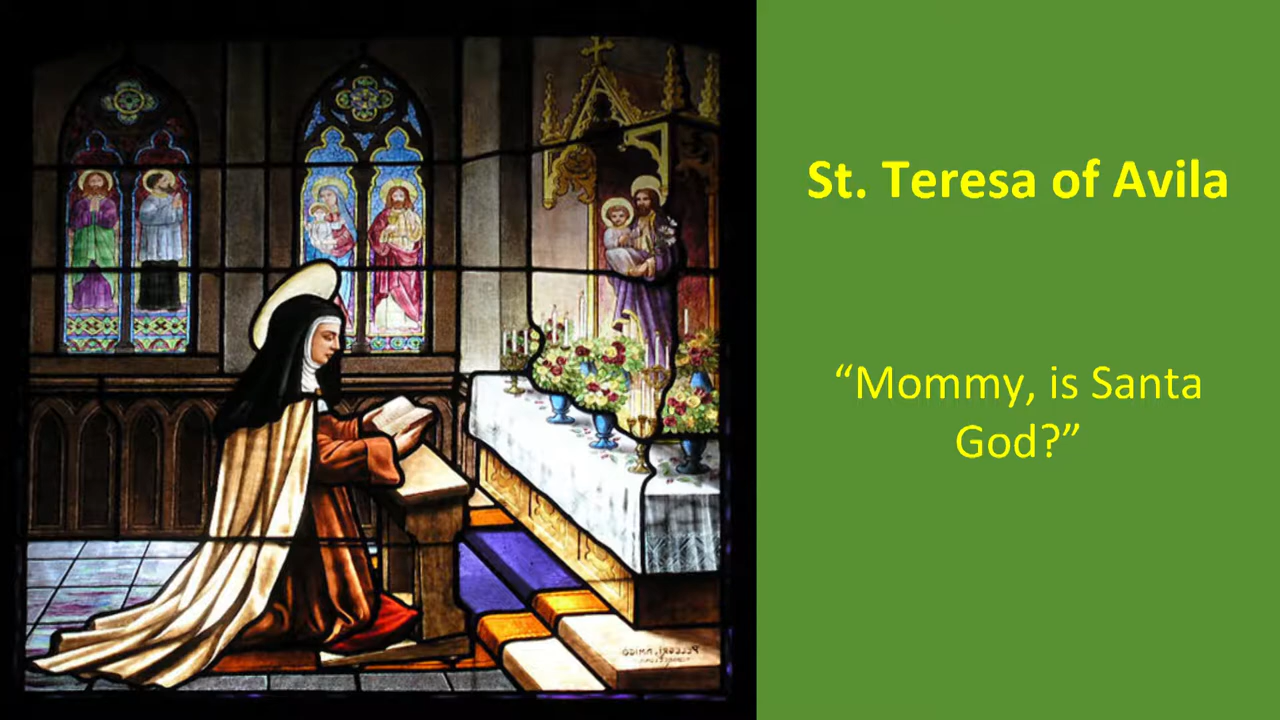 St. Teresa of Avila
“Mommy, is Santa
God?”